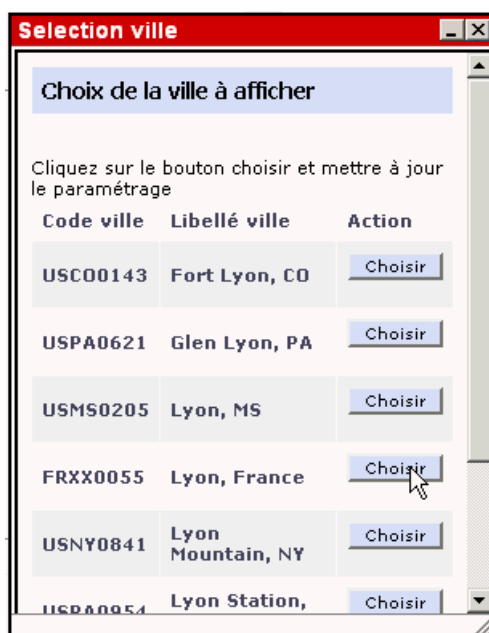 Selection ville
Choix de la ville à afficher
Cliquez sur le bouton choisir et mettre à jour
le paramétrage
Code ville Libellé ville Action
USCO0143 Fort Lyon, CO Choisir
USPA0621 Glen Lyon, PA Choisir
USMS0205 Lyon, MS Choisir
FRXX0055 Lyon, France Choisir
USNY0841 Lyon
Mountain, NY Choisir
USPA0954 Lyon Station, Choisir